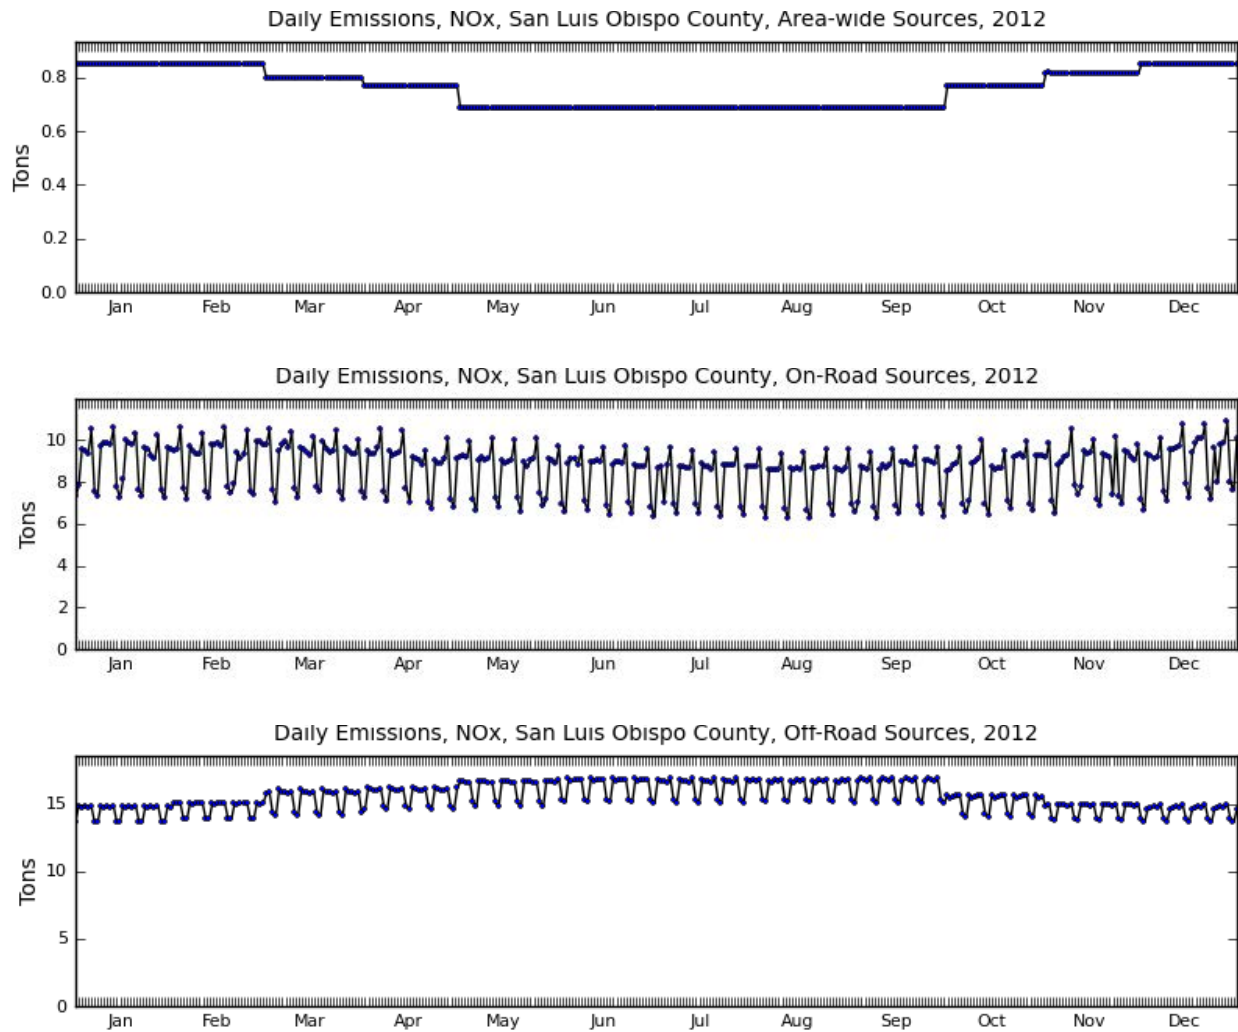 Daily Emissions, NOx, San Luis Obispo County, Area-wide Sources, 2012
0.8
0.6
Tons
0.4
0.2
0.0
Jan Feb Mar Apr May Jun Jul Aug Sep Oct Nov Dec
Daily Emissions, NOx, San Luis Obispo County, On-Road Sources, 2012
10
8
6
Tons
4
2
0
Jan Feb Mar Apr May Jun Jul Aug Sep Oct Nov Dec
Daily Emissions, NOx, San Luis Obispo County, Off-Road Sources, 2012
15
10
Tons
5
0
Jan Feb Mar Apr May Jun Jul Aug Sep Oct Nov Dec